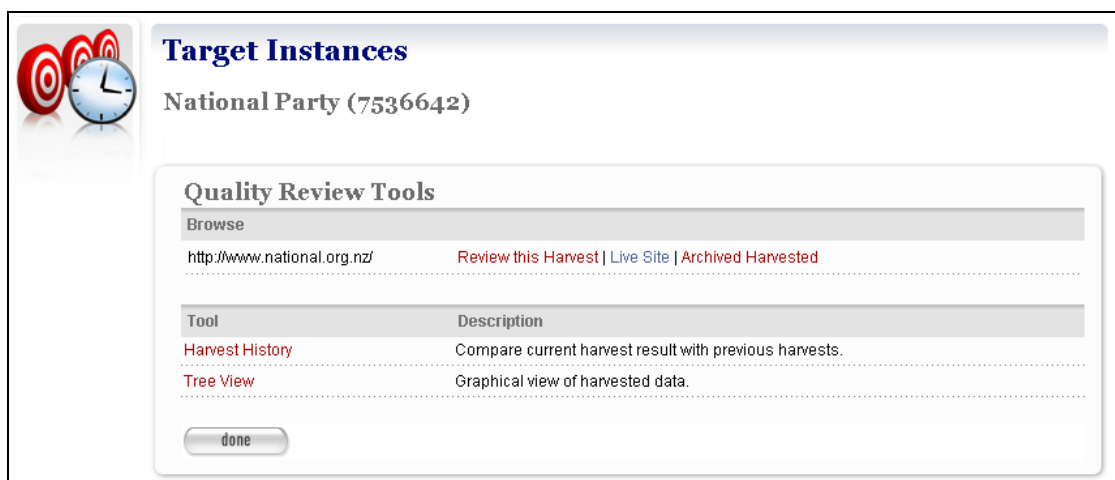 Target Instances
National Party (7536642)
Quality Review Tools
Browse
http://www.national.org.nz/ Review this Harvest | Live Site | Archived Harvested
Tool Description
Harvest History Compare current harvest result with previous harvests.
Tree View Graphical view of harvested data.
done